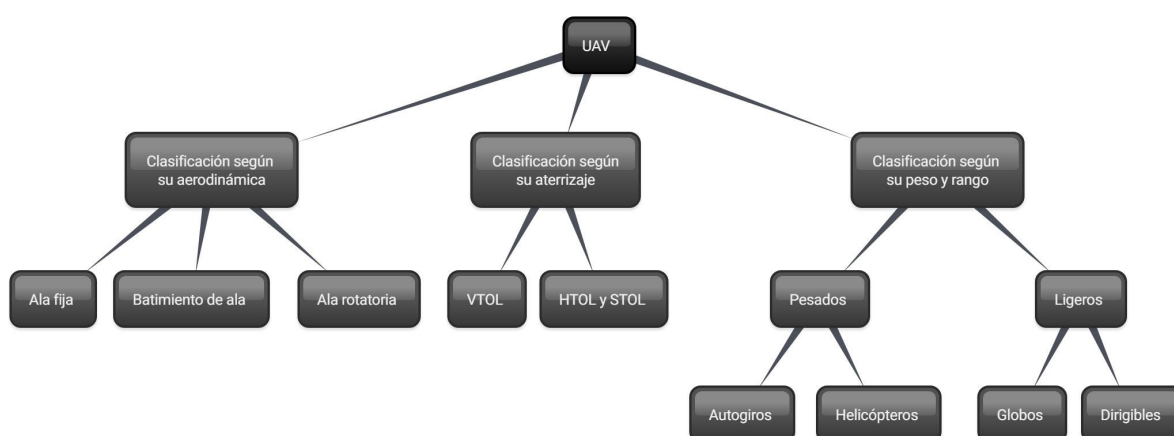 UAV
Clasificación según
su aerodinámica
Clasificación según
su aterrizaje
Clasificación según
su peso y rango
Ala fija
Batimiento de ala
Ala rotatoria
VTOL
HTOL y STOL
Pesados
Ligeros
Autogiros
Helicópteros
Globos
Dirigibles